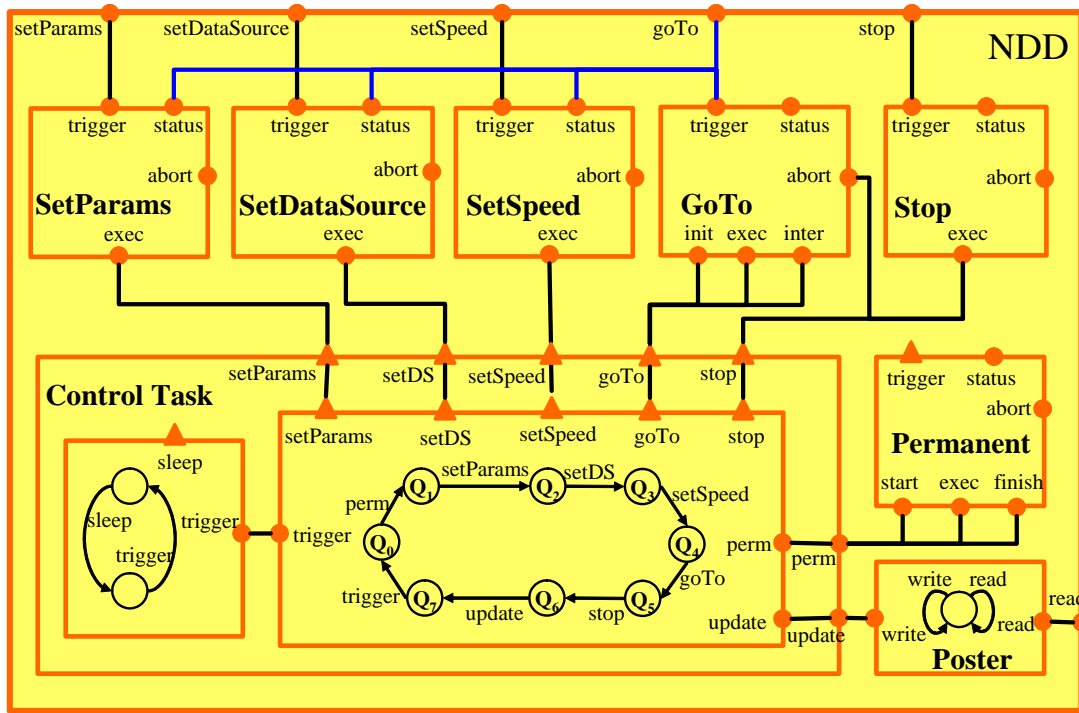 setParams
setDataSource
setSpeed
goTo
stop
NDD
trigger
status
abort
SetParams
exec
trigger
status
abort
SetDataSource
exec
trigger
status
abort
SetSpeed
exec
trigger
status
abort
GoTo
init
exec
inter
trigger
status
abort
Stop
exec
setParams
setDS
setSpeed
goTo
stop
Control Task
setParams
setDS
setSpeed
goTo
stop
sleep
sleep
trigger
trigger
trigger
perm
Q1
setParams
Q2
setDS
Q3
setSpeed
Q0
Q4
goTo
trigger
Q7
update
Q6
stop
Q5
perm
perm
update
update
trigger
status
abort
Permanent
start
exec
finish
write
read
write
read
read
Poster